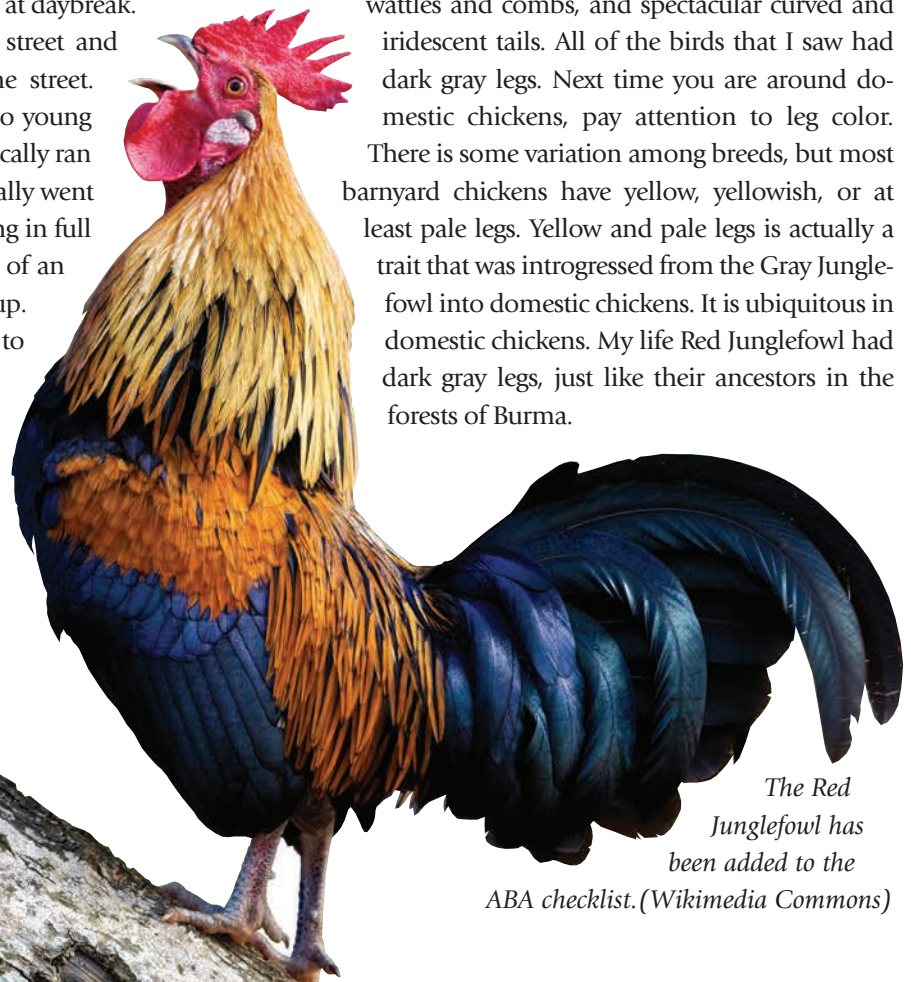 at daybreak.
street and
street.
young
ran
went
in full
of an
up.
to
wattles and combs, and spectacular curved and
iridescent tails. All of the birds that I saw had
dark gray legs. Next time you are around do-
mestic chickens, pay attention to leg color.
There is some variation among breeds, but most
barnyard chickens have yellow, yellowish, or at
least pale legs. Yellow and pale legs is actually a
trait that was introgressed from the Gray Jungle-
fowl into domestic chickens. It is ubiquitous in
domestic chickens. My life Red Junglefowl had
dark gray legs, just like their ancestors in the
forests of Burma.
The Red
Junglefowl has
been added to the
ABA checklist.(Wikimedia Commons)